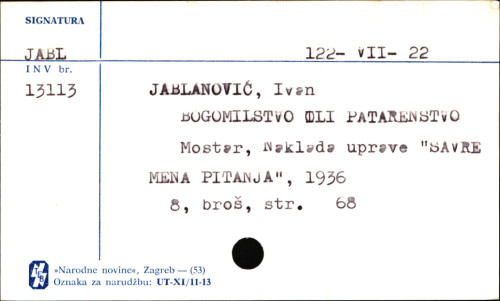 SIGNATURA
JABL 122- VII- 22
INV br.
13113 JABLANOVIĆ, Ivan
BOGOMILSTVO ILI PATARENSTVO
Mostar, Naklada uprave "SAVRE
MENA PITANJA", 1936
8, broš, str. 68
»Narodne novine«, Zagreb — (53)
Oznaka za narudžbu: UT-XI/11-13